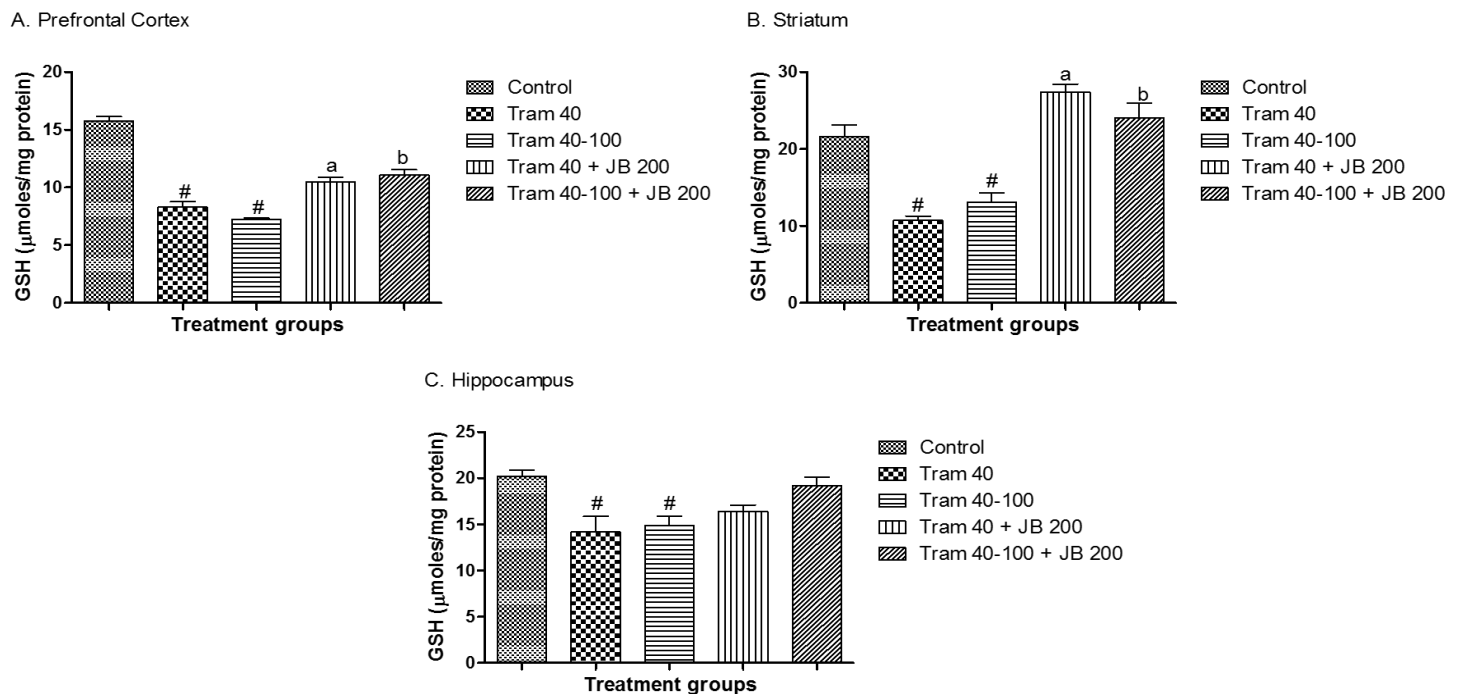 A. Prefrontal Cortex
GSH (μmoles/mg protein)
20
15
10
5
0
#
#
a
b
Treatment groups
Control
Tram 40
Tram 40-100
Tram 40 + JB 200
Tram 40-100 + JB 200
B. Striatum
GSH (μmoles/mg protein)
30
20
10
0
#
#
a
b
Treatment groups
Control
Tram 40
Tram 40-100
Tram 40 + JB 200
Tram 40-100 + JB 200
C. Hippocampus
GSH (μmoles/mg protein)
25
20
15
10
5
0
#
#
Treatment groups
Control
Tram 40
Tram 40-100
Tram 40 + JB 200
Tram 40-100 + JB 200